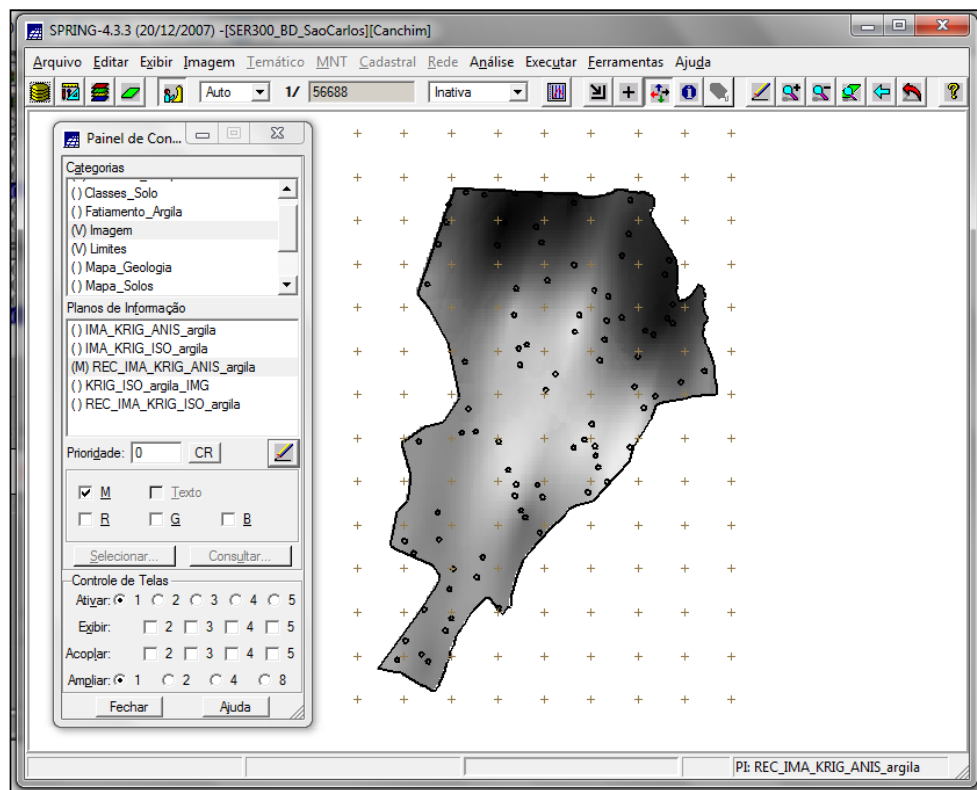 SPRING-4.3.3 (20/12/2007) -[SER300_BD_SaoCarlos][Canchim]
Arquivo Editar Exibir Imagem Temático MNT Cadastral Rede Análise Executar Ferramentas Ajuda
Auto 1/ 56688 Inativa
Painel de Con...
Categorias
() Classes_Solo
() Fatiamento_Argila
(V) Imagem
(V) Limites
() Mapa_Geologia
() Mapa_Solos
Planos de Informação
() IMA_KRIG_ANIS_argila
() IMA_KRIG_ISO_argila
(M) REC_IMA_KRIG_ANIS_argila
() KRIG_ISO_argila_IMG
() REC_IMA_KRIG_ISO_argila
Prioridade: 0 CR
M Texto
R G B
Selecionar... Consultar...
Controle de Telas
Ativar: 1 2 3 4 5
Exibir: 2 3 4 5
Acoplar: 2 3 4 5
Ampliar: 1 2 4 8
Fechar Ajuda
PI: REC_IMA_KRIG_ANIS_argila